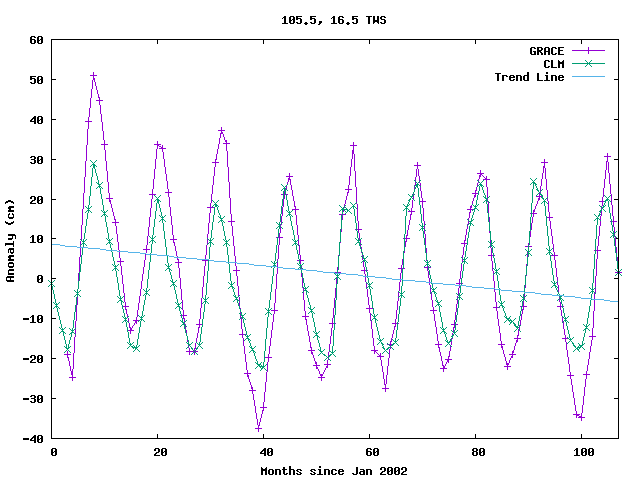 105.5, 16.5 TWS
GRACE
CLM
Trend Line
Anomaly (cm)
60
50
40
30
20
10
0
-10
-20
-30
-40
0 20 40 60 80 100
Months since Jan 2002